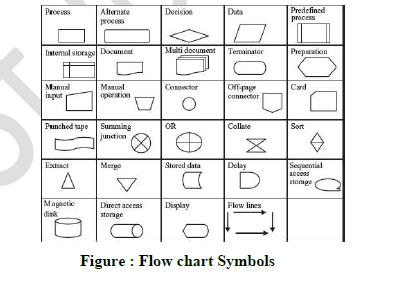 Process
Alternate
process
Decision
Data
Predefined
process
Internal storage
Document
Multi document
Terminator
Preparation
Manual
input
Manual
operation
Connector
Off-page
connector
Card
Punched tape
Summing
junction
OR
Collate
Sort
Extract
Merge
Stored data
Delay
Sequential
access
storage
Magnetic
disk
Direct access
storage
Display
Flow lines
Figure : Flow chart Symbols